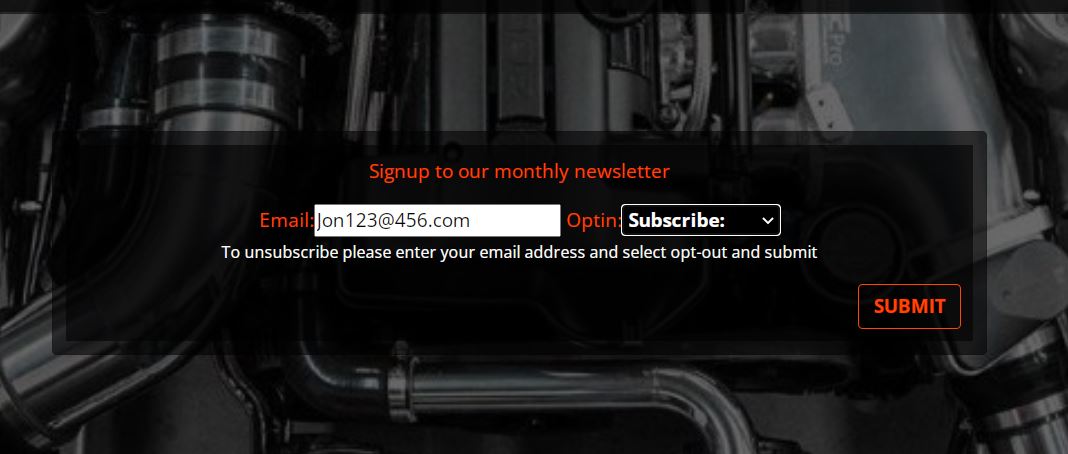 Signup to our monthly newsletter
Email: Jon123@456.com Optin: Subscribe:
To unsubscribe please enter your email address and select opt-out and submit
SUBMIT